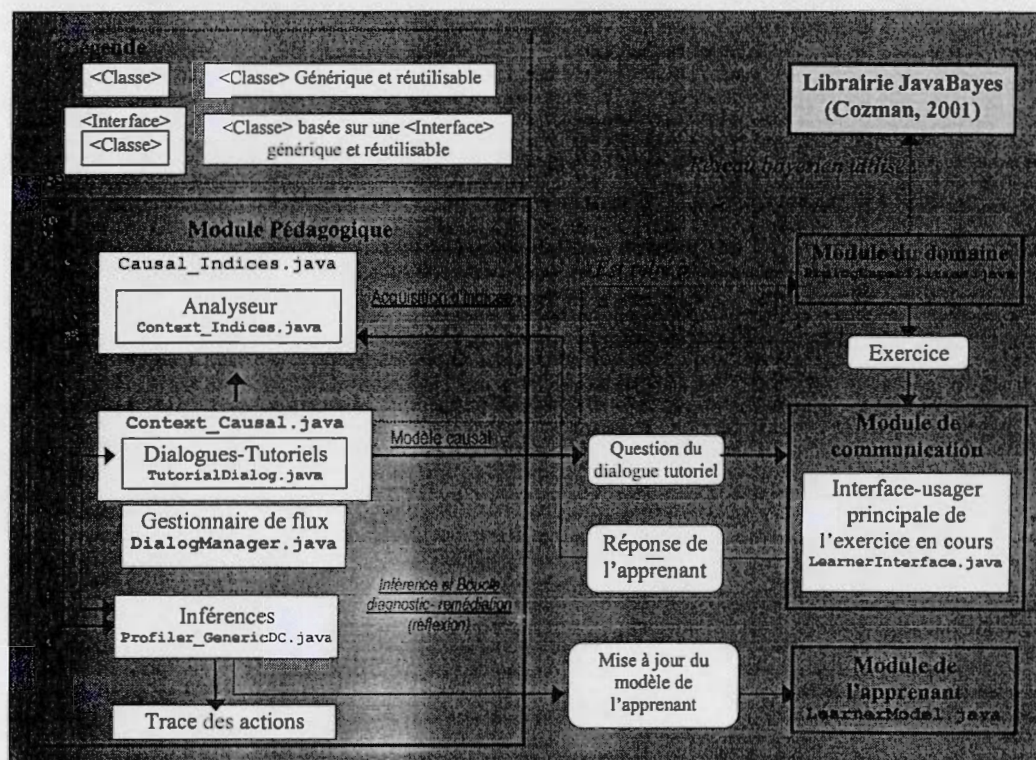 <Classe>
<Classe> Générique et réutilisable
<Interface>
<Classe>
<Classe> basée sur une <Interface>
générique et réutilisable
Librairie JavaBayes
(Cozman, 2001)
Réseau bayésien utilisé
Module Pédagogique
Causal_Indices.java
Analyseur
Context_Indices.java
Acquisition d'indices
Module du domaine
Exercice
Context_Causal.java
Dialogues-Tutoriels
TutorialDialog.java
Modèle causal
Question du
dialogue tutoriel
Module de
communication
Interface-usager
principale de
l'exercice en cours
LearnerInterface.java
Gestionnaire de flux
DialogManager.java
Réponse de
l'apprenant
Inférence et Boucle
diagnostic- remédiation
(réflexion)
Inférences
Profiler_GenericDC.java
Mise à jour du
modèle de
l'apprenant
Module de
l'apprenant
LearnerModel.java
Trace des actions